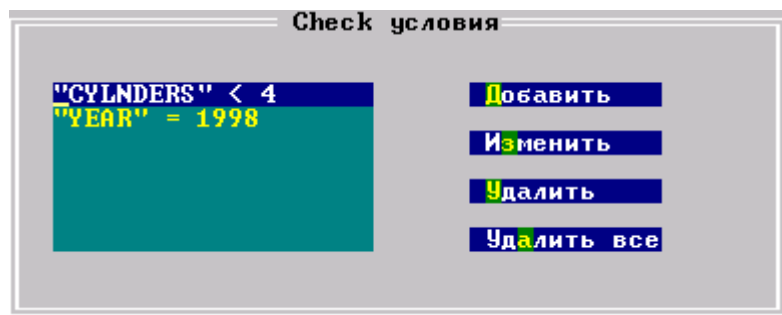 Check условия
"CYLNDERS" < 4
"YEAR" = 1998
Добавить
Изменить
Удалить
Удалить все